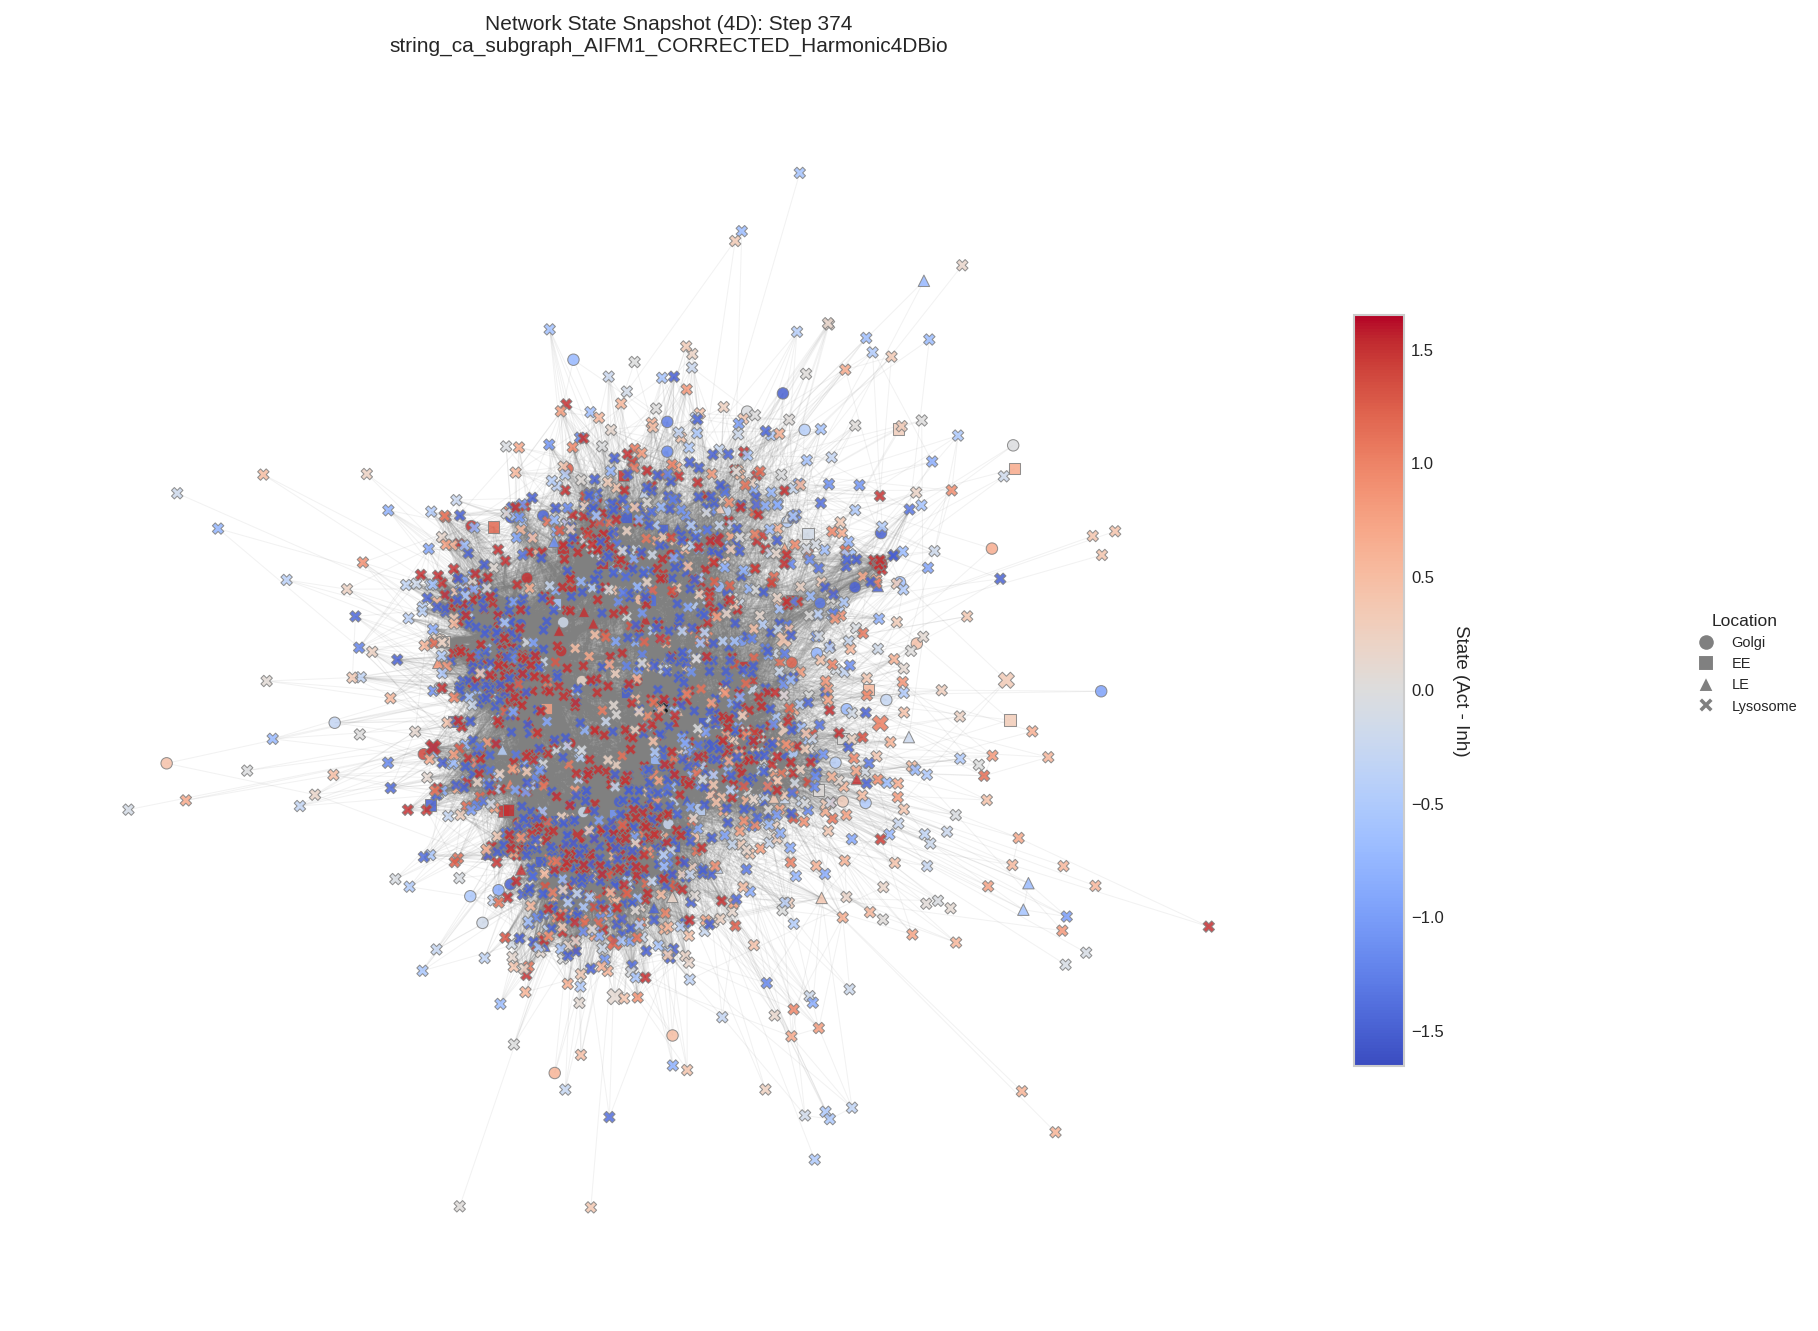 Network State Snapshot (4D): Step 374
string_ca_subgraph_AIFM1_CORRECTED_Harmonic4DBio
1.5
1.0
0.5
0.0
−0.5
−1.0
−1.5
State (Act - Inh)
Location
Golgi
EE
LE
Lysosome